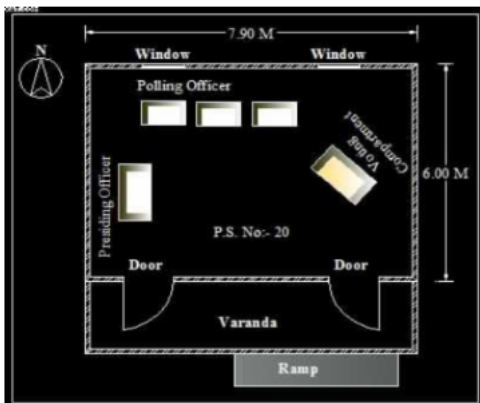 7.90 M
N
Window
Window
Polling Officer
Voting
Compartment
6.00 M
Presiding Officer
P.S. No:- 20
Door
Door
Varanda
Ramp